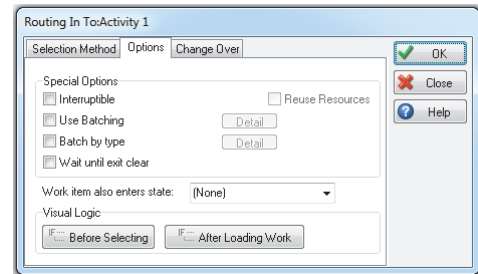 Routing In To:Activity 1
Selection Method Options Change Over
OK
Close
Help
Special Options
Interruptible Reuse Resources
Use Batching Detail
Batch by type Detail
Wait until exit clear
Work item also enters state: (None)
Visual Logic
IF Before Selecting IF After Loading Work